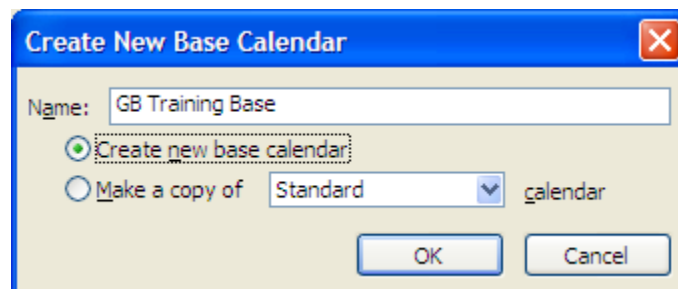 Create New Base Calendar
Name: GB Training Base
Create new base calendar
Make a copy of Standard calendar
OK Cancel